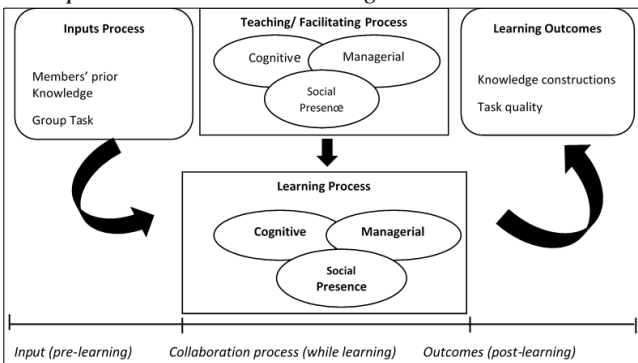 Inputs Process
Members' prior
Knowledge
Group Task
Teaching/ Facilitating Process
Cognitive
Managerial
Social
Presence
Learning Outcomes
Knowledge constructions
Task quality
Learning Process
Cognitive
Managerial
Social
Presence
Input (pre-learning)
Collaboration process (while learning)
Outcomes (post-learning)